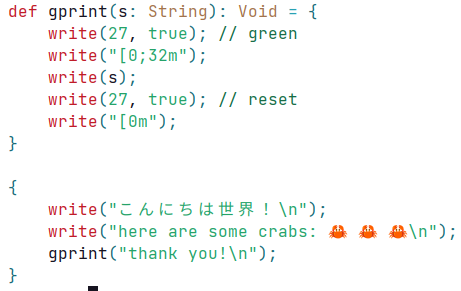 def gprint(s: String): Void = {
    write(27, true); // green
    write("[0;32m");
    write(s);
    write(27, true); // reset
    write("[0m");
}

{
    write("こんにちは世界！\n");
    write("here are some crabs: 🦀 🦀 🦀\n");
    gprint("thank you!\n");
}